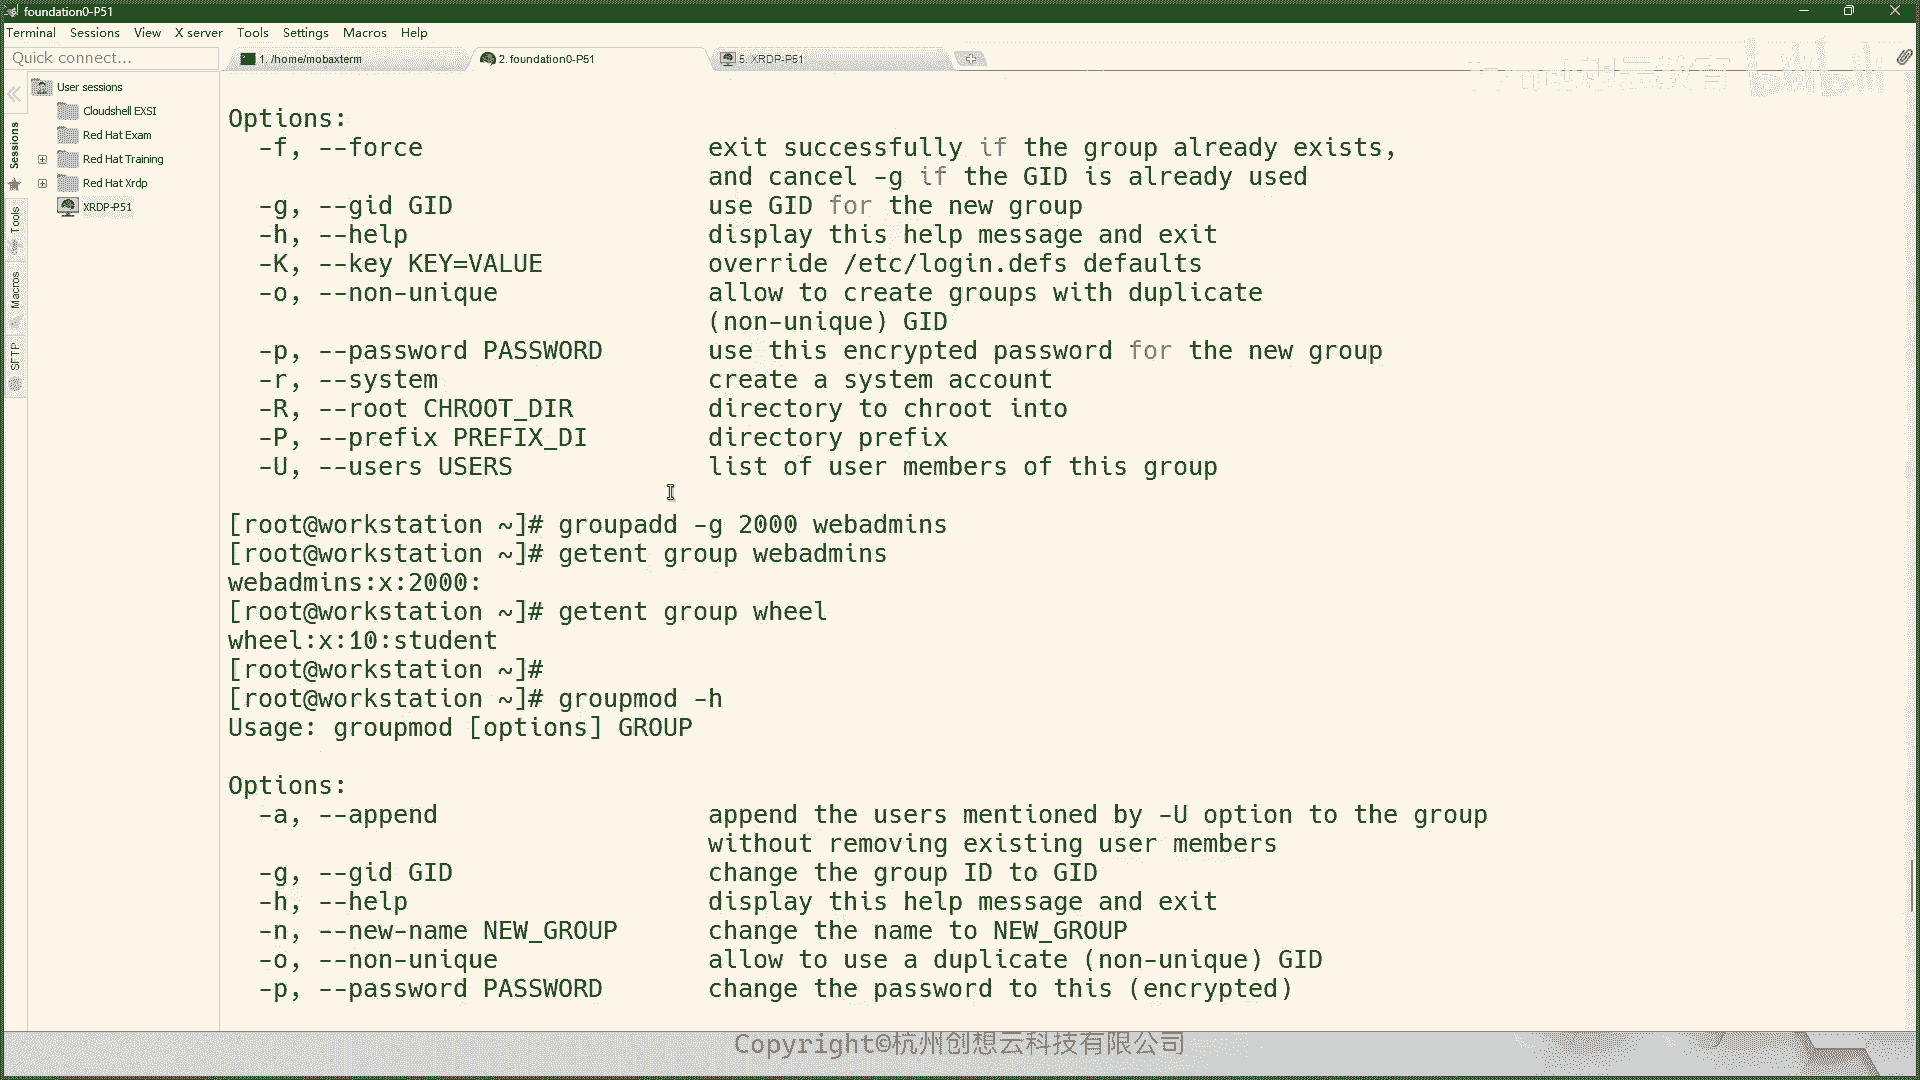 foundation0-P51
Terminal Sessions View X server Tools Settings Macros Help
Quick connect...
1. /home/mobaxterm
2. foundation0-P51
5. XRDP-P51
User sessions
Cloudshell EXSI
Red Hat Exam
Red Hat Training
Red Hat Xrdp
XRDP-P51
Sessions
Tools
Macros
SFTP
Options:
-f, --force exit successfully if the group already exists,
and cancel -g if the GID is already used
-g, --gid GID use GID for the new group
-h, --help display this help message and exit
-K, --key KEY=VALUE override /etc/login.defs defaults
-o, --non-unique allow to create groups with duplicate
(non-unique) GID
-p, --password PASSWORD use this encrypted password for the new group
-r, --system create a system account
-R, --root CHROOT_DIR directory to chroot into
-P, --prefix PREFIX_DI directory prefix
-U, --users USERS list of user members of this group
[root@workstation ~]# groupadd -g 2000 webadmins
[root@workstation ~]# getent group webadmins
webadmins:x:2000:
[root@workstation ~]# getent group wheel
wheel:x:10:student
[root@workstation ~]#
[root@workstation ~]# groupmod -h
Usage: groupmod [options] GROUP
Options:
-a, --append append the users mentioned by -U option to the group
without removing existing user members
-g, --gid GID change the group ID to GID
-h, --help display this help message and exit
-n, --new-name NEW_GROUP change the name to NEW_GROUP
-o, --non-unique allow to use a duplicate (non-unique) GID
-p, --password PASSWORD change the password to this (encrypted)
Copyright©杭州创想云科技有限公司